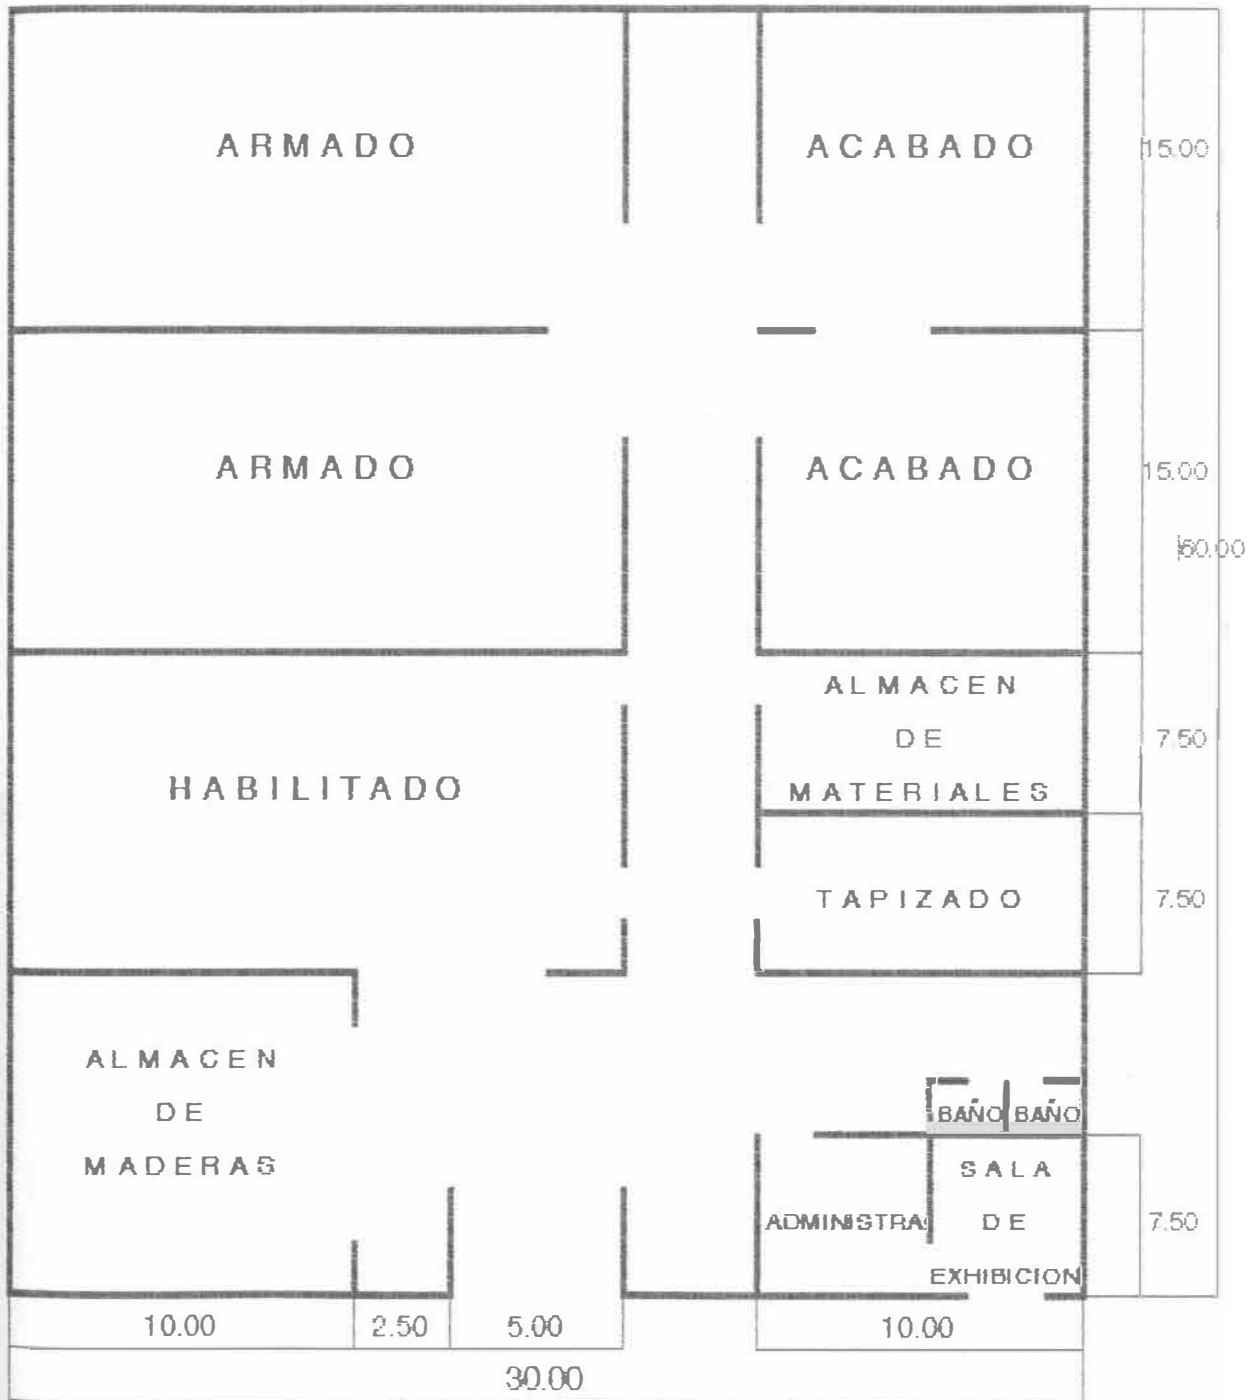 ARMADO
ACABADO
15.00
ARMADO
ACABADO
15.00
60.00
ALMACEN
DE
MATERIALES
7.50
HABILITADO
TAPIZADO
7.50
ALMACEN
DE
MADERAS
BAÑO
BAÑO
SALA
DE
EXHIBICION
ADMINISTRA
7.50
10.00
2.50
5.00
10.00
30.00